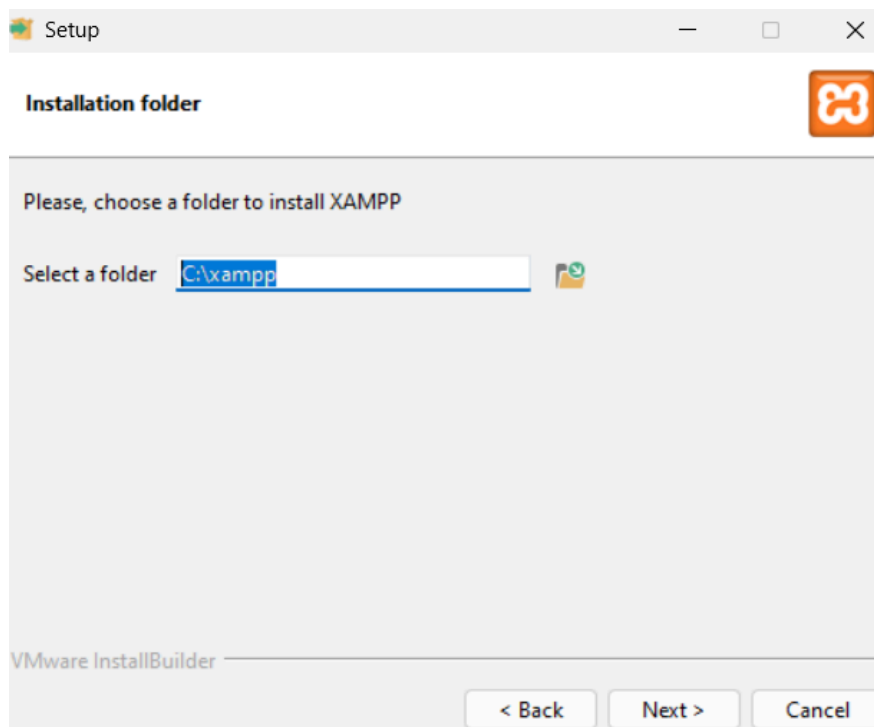 Setup
Installation folder
Please, choose a folder to install XAMPP
Select a folder C:\xampp
VMware InstallBuilder
< Back Next > Cancel